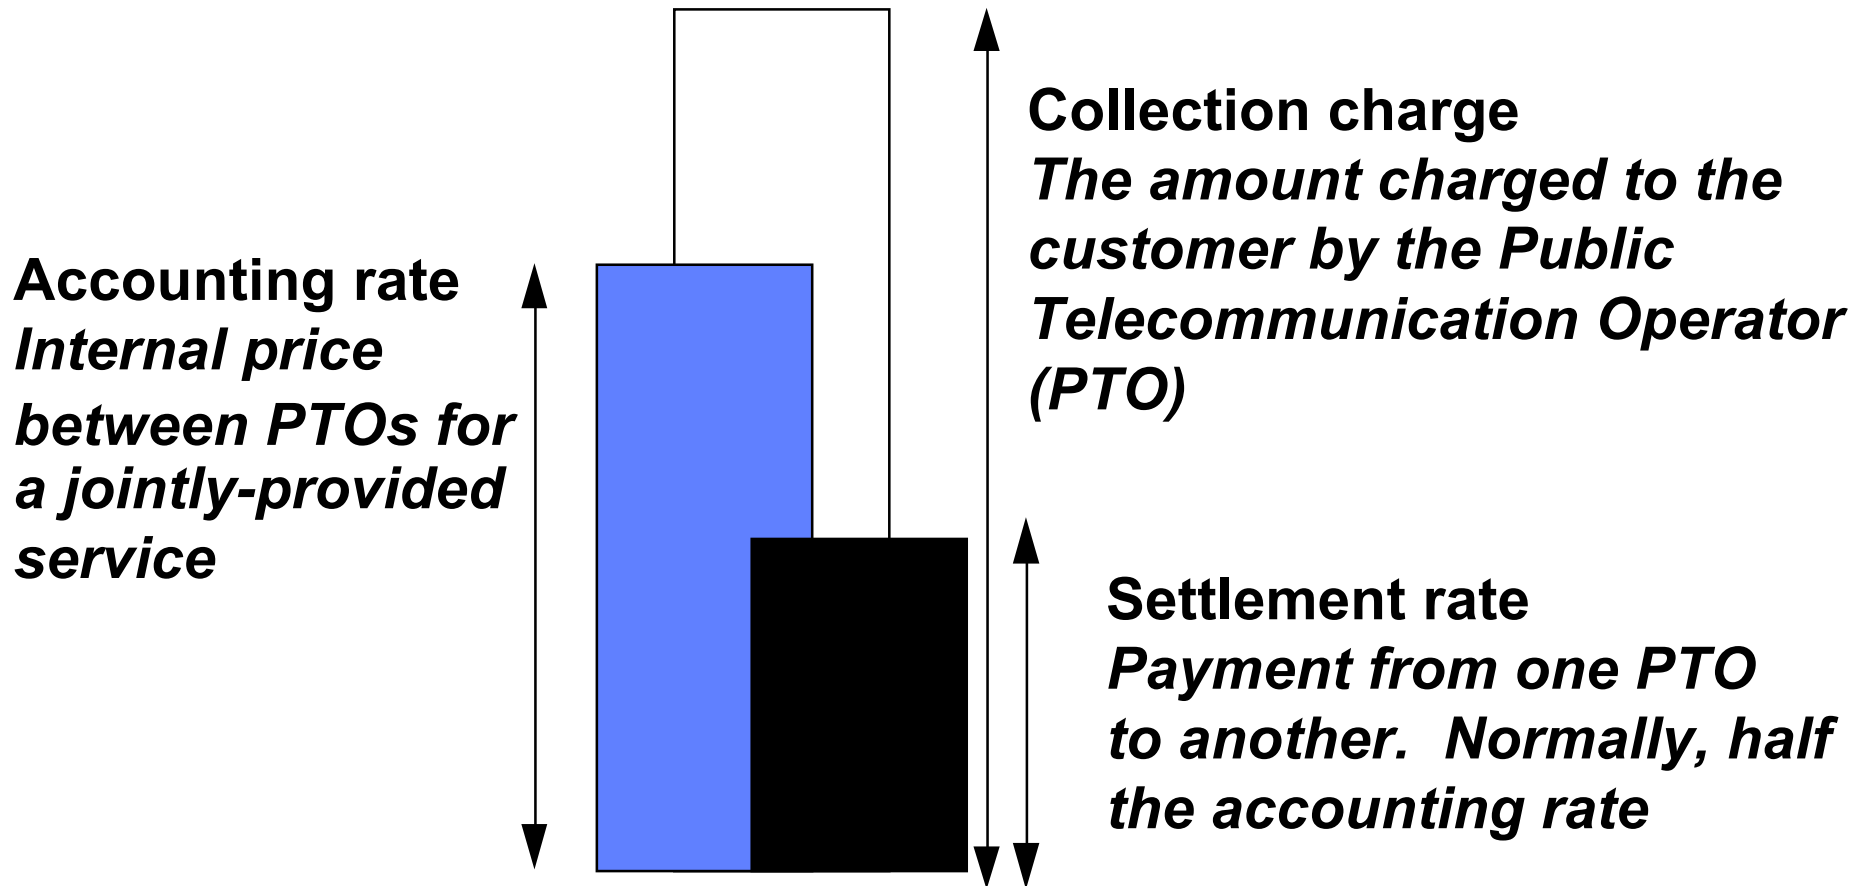 Accounting rate
Internal price
between PTOs for
a jointly-provided
service
Collection charge
The amount charged to the
customer by the Public
Telecommunication Operator
(PTO)
Settlement rate
Payment from one PTO
to another.  Normally, half
the accounting rate